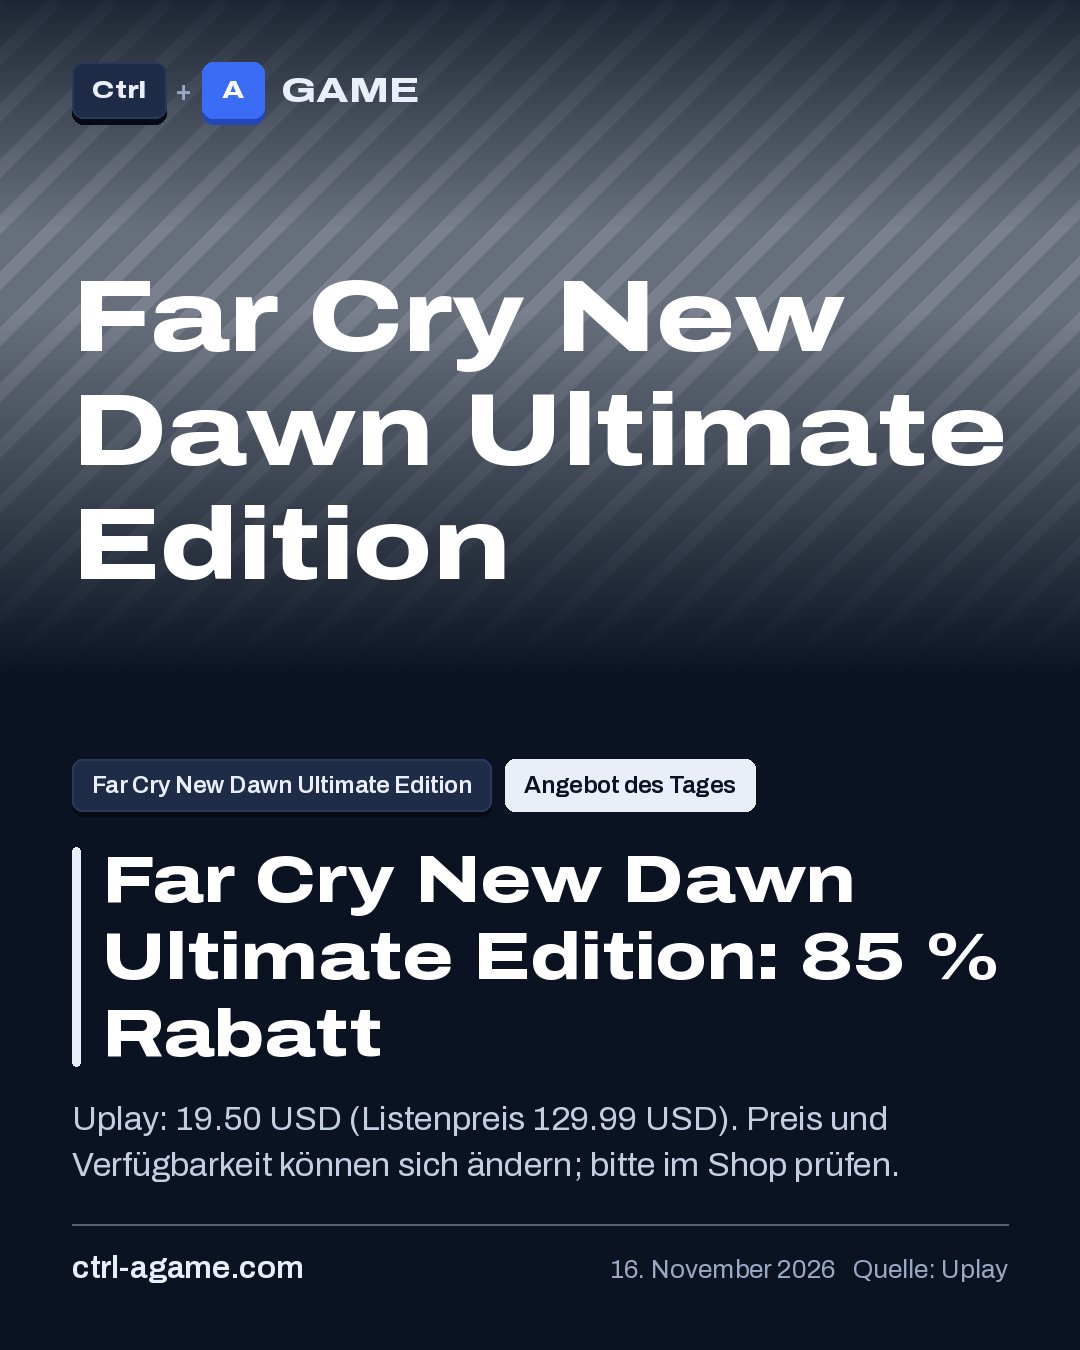 Ctrl + A GAME
Far Cry New
Dawn Ultimate
Edition
Far Cry New Dawn Ultimate Edition Angebot des Tages
Far Cry New Dawn
Ultimate Edition: 85 %
Rabatt
Uplay: 19.50 USD (Listenpreis 129.99 USD). Preis und
Verfügbarkeit können sich ändern; bitte im Shop prüfen.
ctrl-agame.com 16. November 2026 Quelle: Uplay